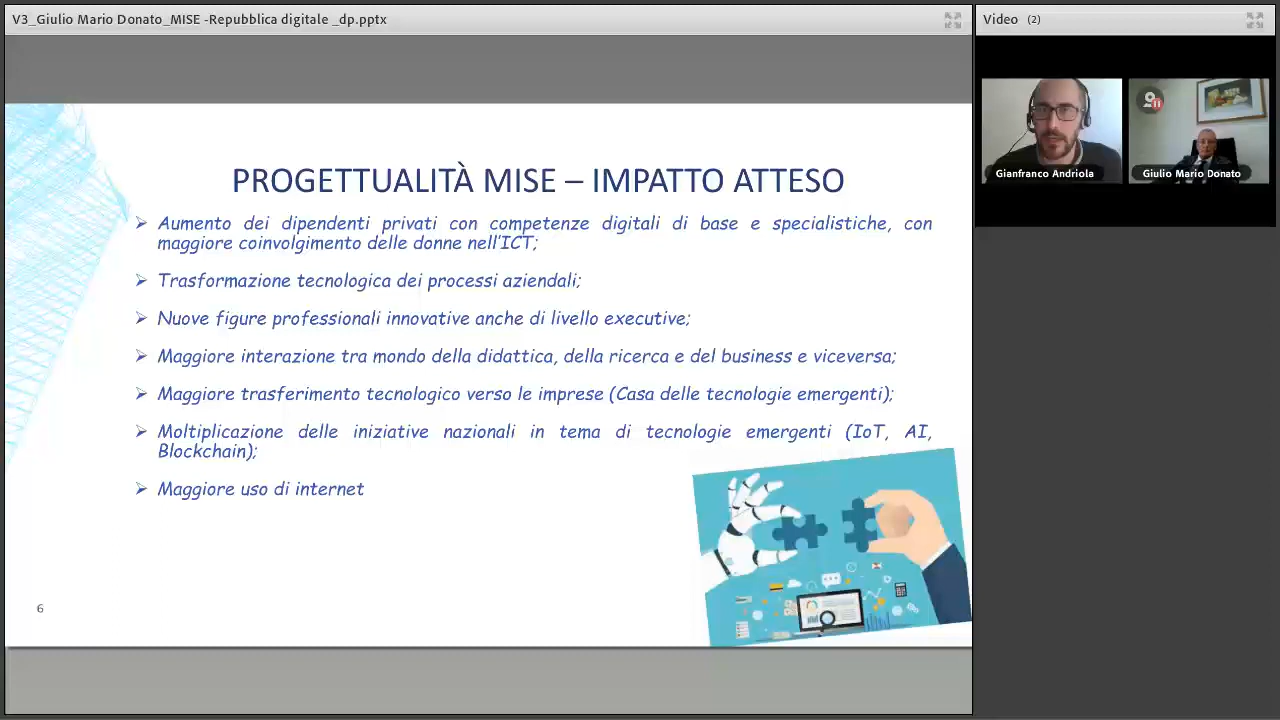 V3_Giulio Mario Donato_MISE -Repubblica digitale _dp.pptx
Video (2)
Gianfranco Andriola
Giulio Mario Donato
PROGETTUALITÀ MISE – IMPATTO ATTESO
Aumento dei dipendenti privati con competenze digitali di base e specialistiche, con
maggiore coinvolgimento delle donne nell'ICT;
Trasformazione tecnologica dei processi aziendali;
Nuove figure professionali innovative anche di livello executive;
Maggiore interazione tra mondo della didattica, della ricerca e del business e viceversa;
Maggiore trasferimento tecnologico verso le imprese (Casa delle tecnologie emergenti);
Moltiplicazione delle iniziative nazionali in tema di tecnologie emergenti (IoT, AI,
Blockchain);
Maggiore uso di internet
6